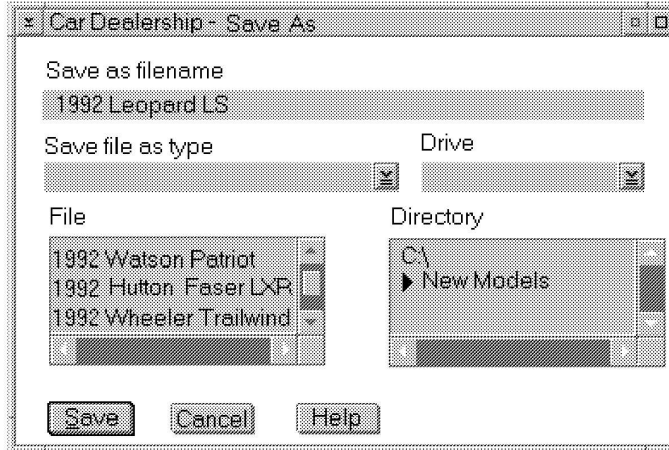 Car Dealership - Save As
Save as filename
1992 Leopard LS
Save file as type
Drive
File
Directory
1992 Watson Patriot
1992 Hutton Faser LXR
1992 Wheeler Trailwind
C:\
New Models
Save
Cancel
Help